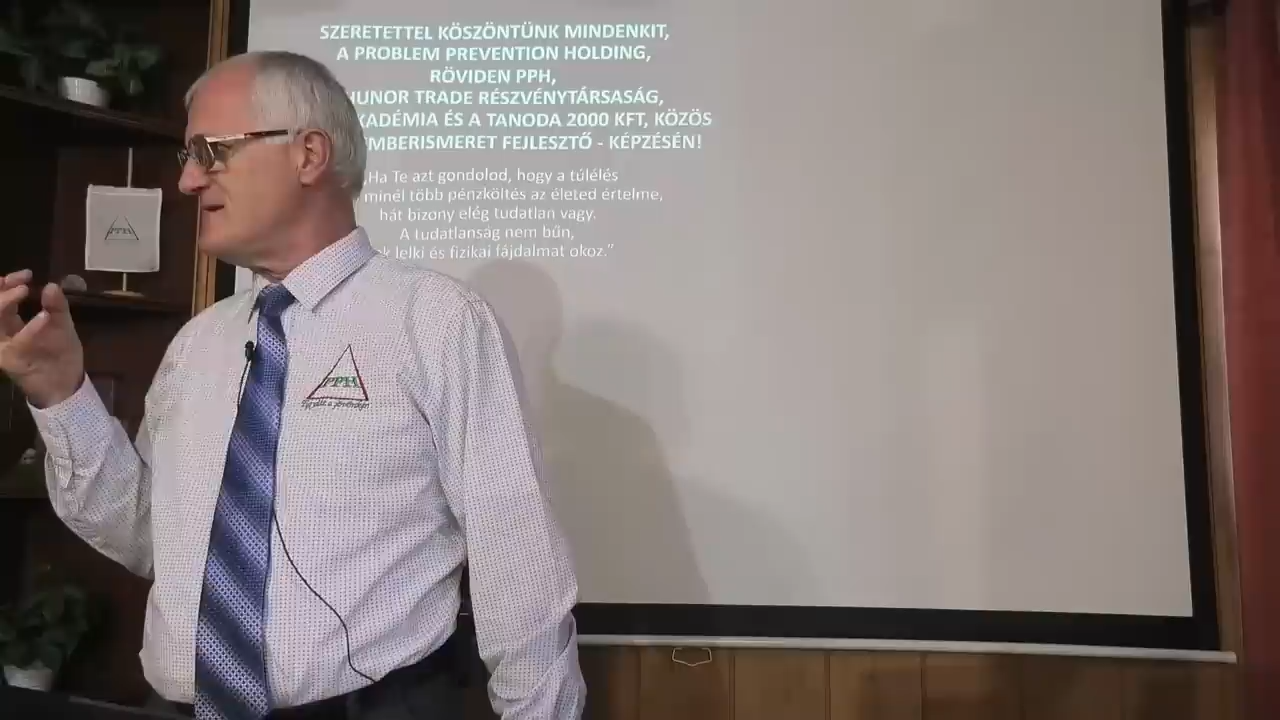 SZERETETTEL KÖSZÖNTÜNK MINDENKIT,
A PROBLEM PREVENTION HOLDING,
RÖVIDEN PPH,
HUNOR TRADE RÉSZVÉNYTÁRSASÁG,
KADÉMIA ÉS A TANODA 2000 KFT, KÖZÖS
MBERISMERET FEJLESZTŐ - KÉPZÉSÉN!
„Ha Te azt gondolod, hogy a túlélés
minél több pénzköltés az életed értelme,
hát bizony elég tudatlan vagy.
A tudatlanság nem bűn,
k lelki és fizikai fájdalmat okoz.”
PPH
PPH